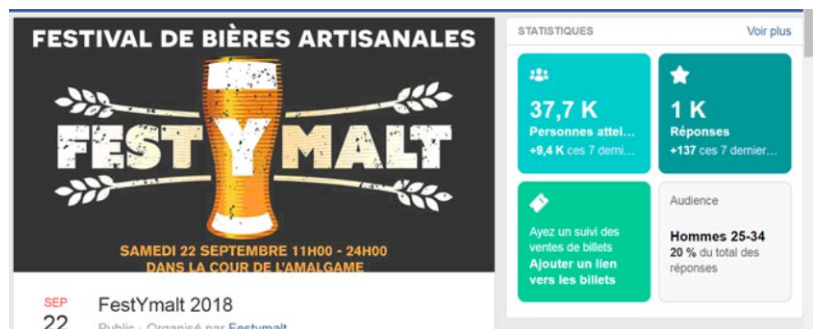 FESTIVAL DE BIÈRES ARTISANALES
FESTYMALT
SAMEDI 22 SEPTEMBRE 11H00 - 24H00
DANS LA COUR DE L'AMALGAME
SEP
22
FestYmalt 2018
Public · Organisé par Festymalt
STATISTIQUES
Voir plus
37,7 K
Personnes attei...
+9,4 K ces 7 derni...
1 K
Réponses
+137 ces 7 dernier...
Ayez un suivi des
ventes de billets
Ajouter un lien
vers les billets
Audience
Hommes 25-34
20 % du total des
réponses